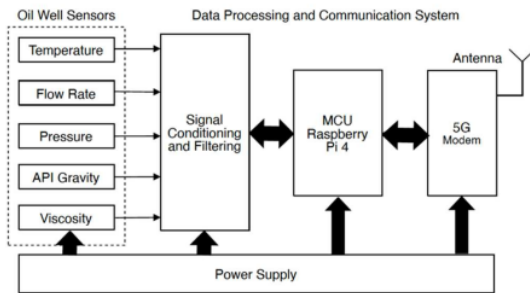 Oil Well Sensors
Data Processing and Communication System
Temperature
Flow Rate
Pressure
API Gravity
Viscosity
Signal
Conditioning
and Filtering
MCU
Raspberry
Pi 4
Antenna
5G
Modem
Power Supply